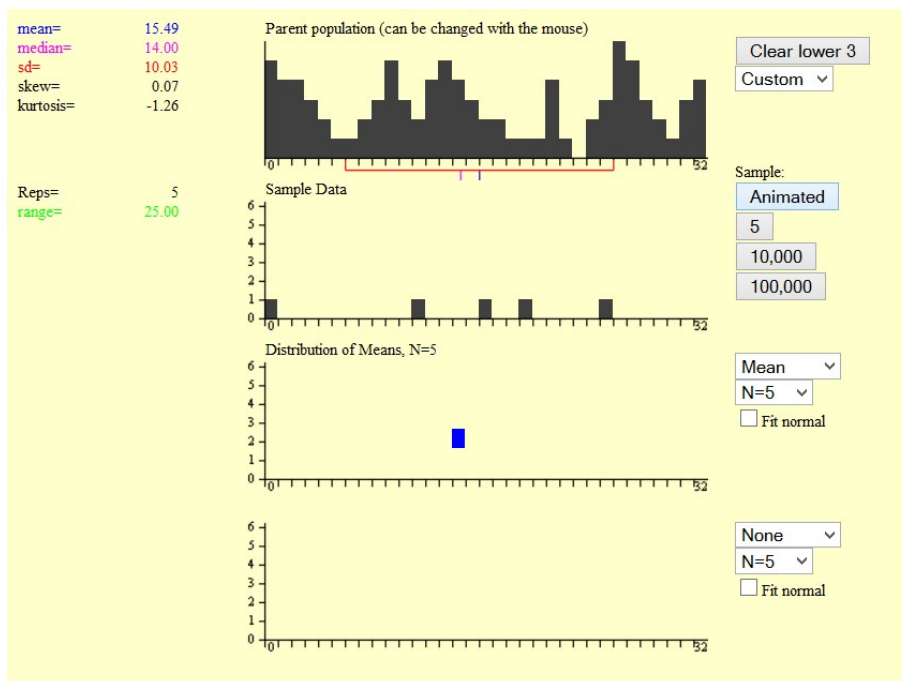 mean= 15.49
median= 14.00
sd= 10.03
skew= 0.07
kurtosis= -1.26
Parent population (can be changed with the mouse)
Clear lower 3
Custom
0 32
Reps= 5
range= 25.00
Sample Data
6
5
4
3
2
1
0
0 32
Sample:
Animated
5
10,000
100,000
Distribution of Means, N=5
6
5
4
3
2
1
0
0 32
Mean
N=5
Fit normal
6
5
4
3
2
1
0
0 32
None
N=5
Fit normal